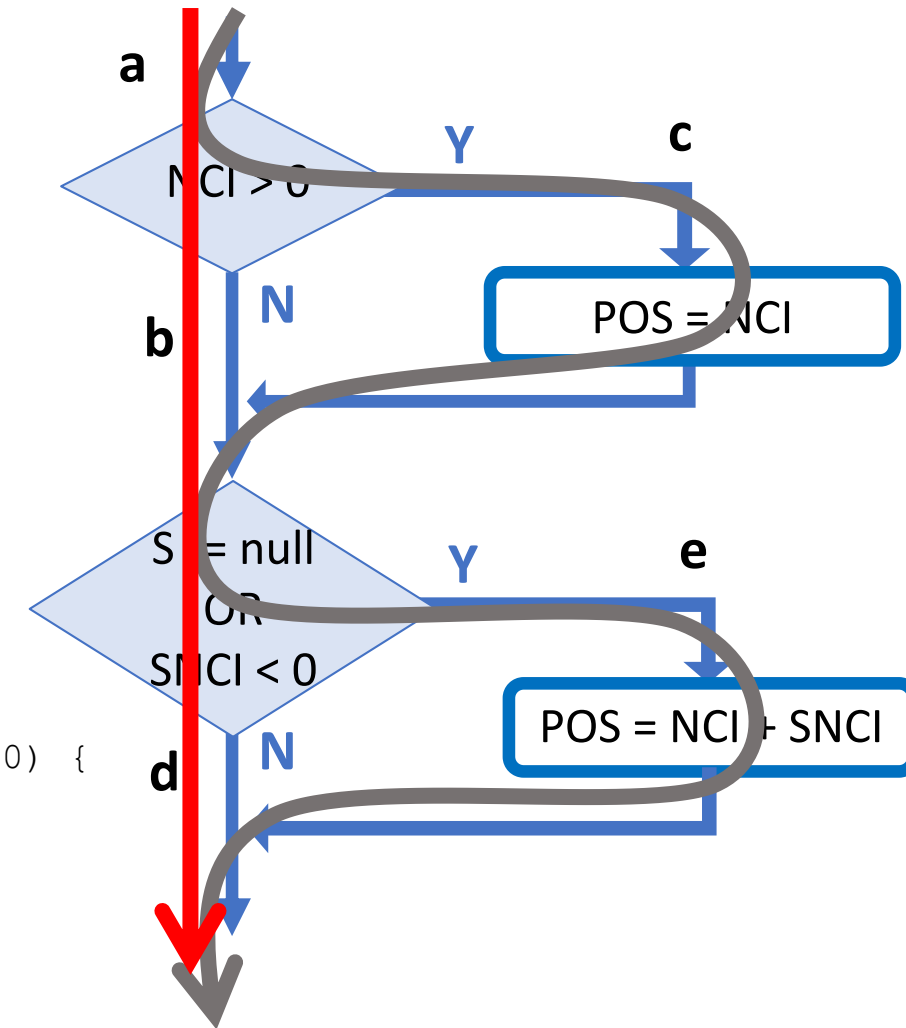 a
Y
c
NCI > 0
N
POS = NCI
b
S = null
OR
SNCI < 0
Y
e
POS = NCI + SNCI
0) {
d
N